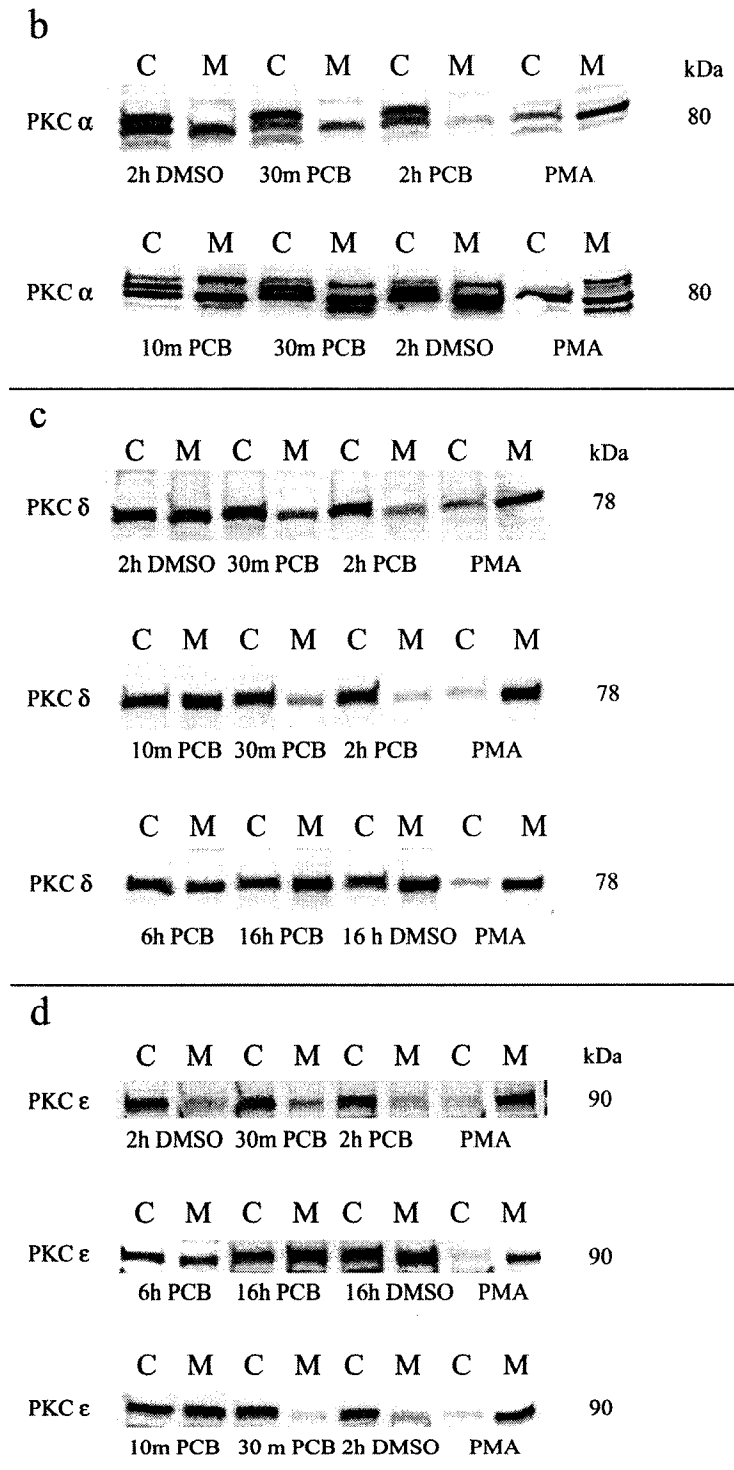 b
C M C M C M C M kDa
PKC α 80
2h DMSO 30m PCB 2h PCB PMA
C M C M C M C M
PKC α 80
10m PCB 30m PCB 2h DMSO PMA
c
C M C M C M C M kDa
PKC δ 78
2h DMSO 30m PCB 2h PCB PMA
C M C M C M C M
PKC δ 78
10m PCB 30m PCB 2h PCB PMA
C M C M C M C M
PKC δ 78
6h PCB 16h PCB 16 h DMSO PMA
d
C M C M C M C M kDa
PKC ε 90
2h DMSO 30m PCB 2h PCB PMA
C M C M C M C M
PKC ε 90
6h PCB 16h PCB 16h DMSO PMA
C M C M C M C M
PKC ε 90
10m PCB 30 m PCB 2h DMSO PMA